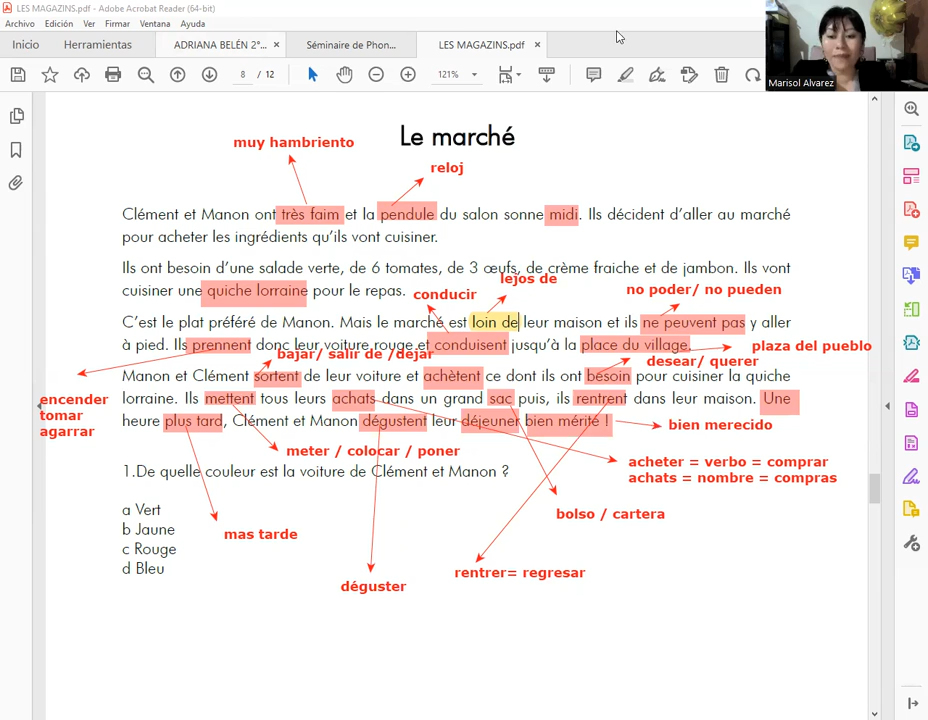 LES MAGAZINS.pdf - Adobe Acrobat Reader (64-bit)
Archivo Edición Ver Firmar Ventana Ayuda
Inicio Herramientas ADRIANA BELÉN 2°... × Séminaire de Phon... LES MAGAZINS.pdf ×
8 / 12 121%
Marisol Alvarez
Le marché
muy hambriento
reloj
Clément et Manon ont très faim et la pendule du salon sonne midi. Ils décident d'aller au marché
pour acheter les ingrédients qu'ils vont cuisiner.
Ils ont besoin d'une salade verte, de 6 tomates, de 3 œufs, de crème fraiche et de jambon. Ils vont
lejos de
cuisiner une quiche lorraine pour le repas.
conducir
no poder/ no pueden
C'est le plat préféré de Manon. Mais le marché est loin de leur maison et ils ne peuvent pas y aller
à pied. Ils prennent donc leur voiture rouge et conduisent jusqu'à la place du village.
plaza del pueblo
bajar/ salir de /dejar
desear/ querer
Manon et Clément sortent de leur voiture et achètent ce dont ils ont besoin pour cuisiner la quiche
encender
tomar
agarrar
lorraine. Ils mettent tous leurs achats dans un grand sac puis, ils rentrent dans leur maison. Une
heure plus tard, Clément et Manon dégustent leur déjeuner bien mérité !
bien merecido
meter / colocar / poner
acheter = verbo = comprar
achats = nombre = compras
1.De quelle couleur est la voiture de Clément et Manon ?
a Vert
b Jaune
c Rouge
d Bleu
bolso / cartera
mas tarde
rentrer= regresar
déguster